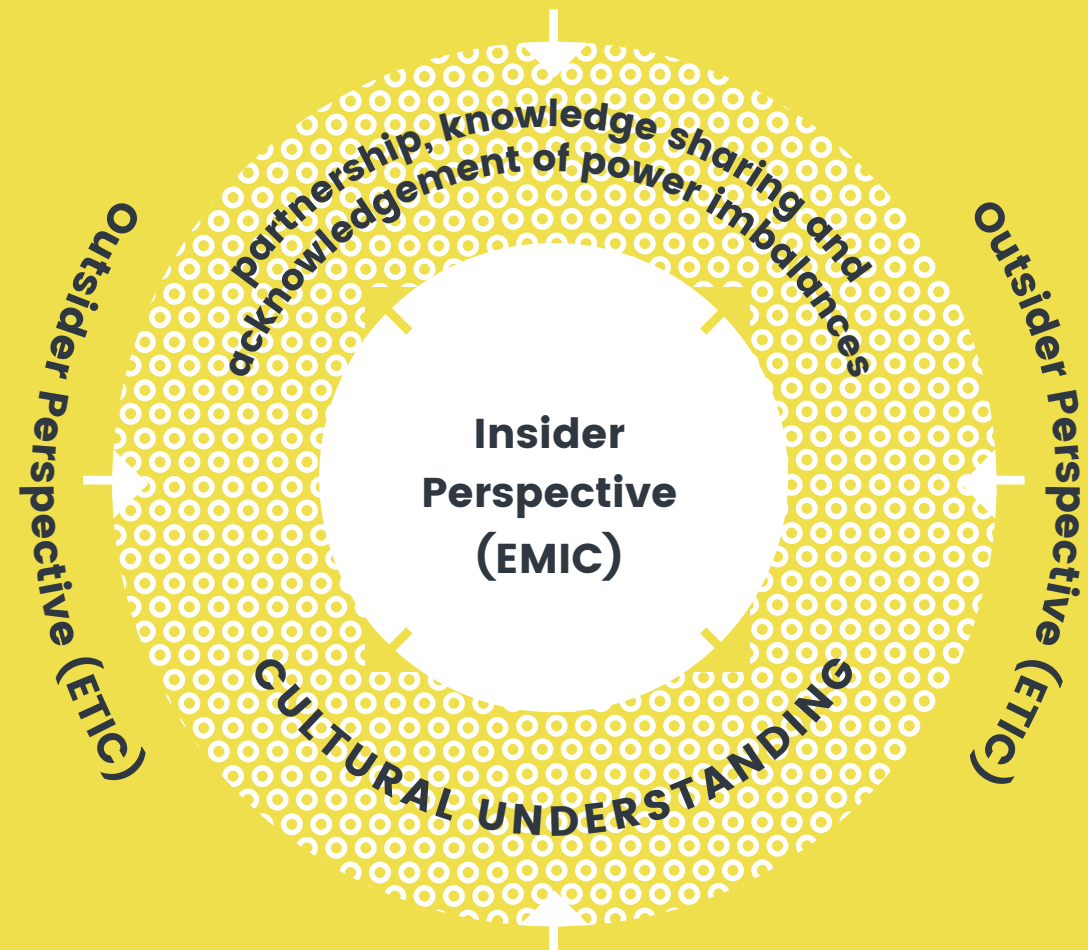 partnership, knowledge sharing and
acknowledgement of power imbalances
Outsider Perspective (ETIC)
Insider
Perspective
(EMIC)
Outsider Perspective (ETIC)
CULTURAL UNDERSTANDING